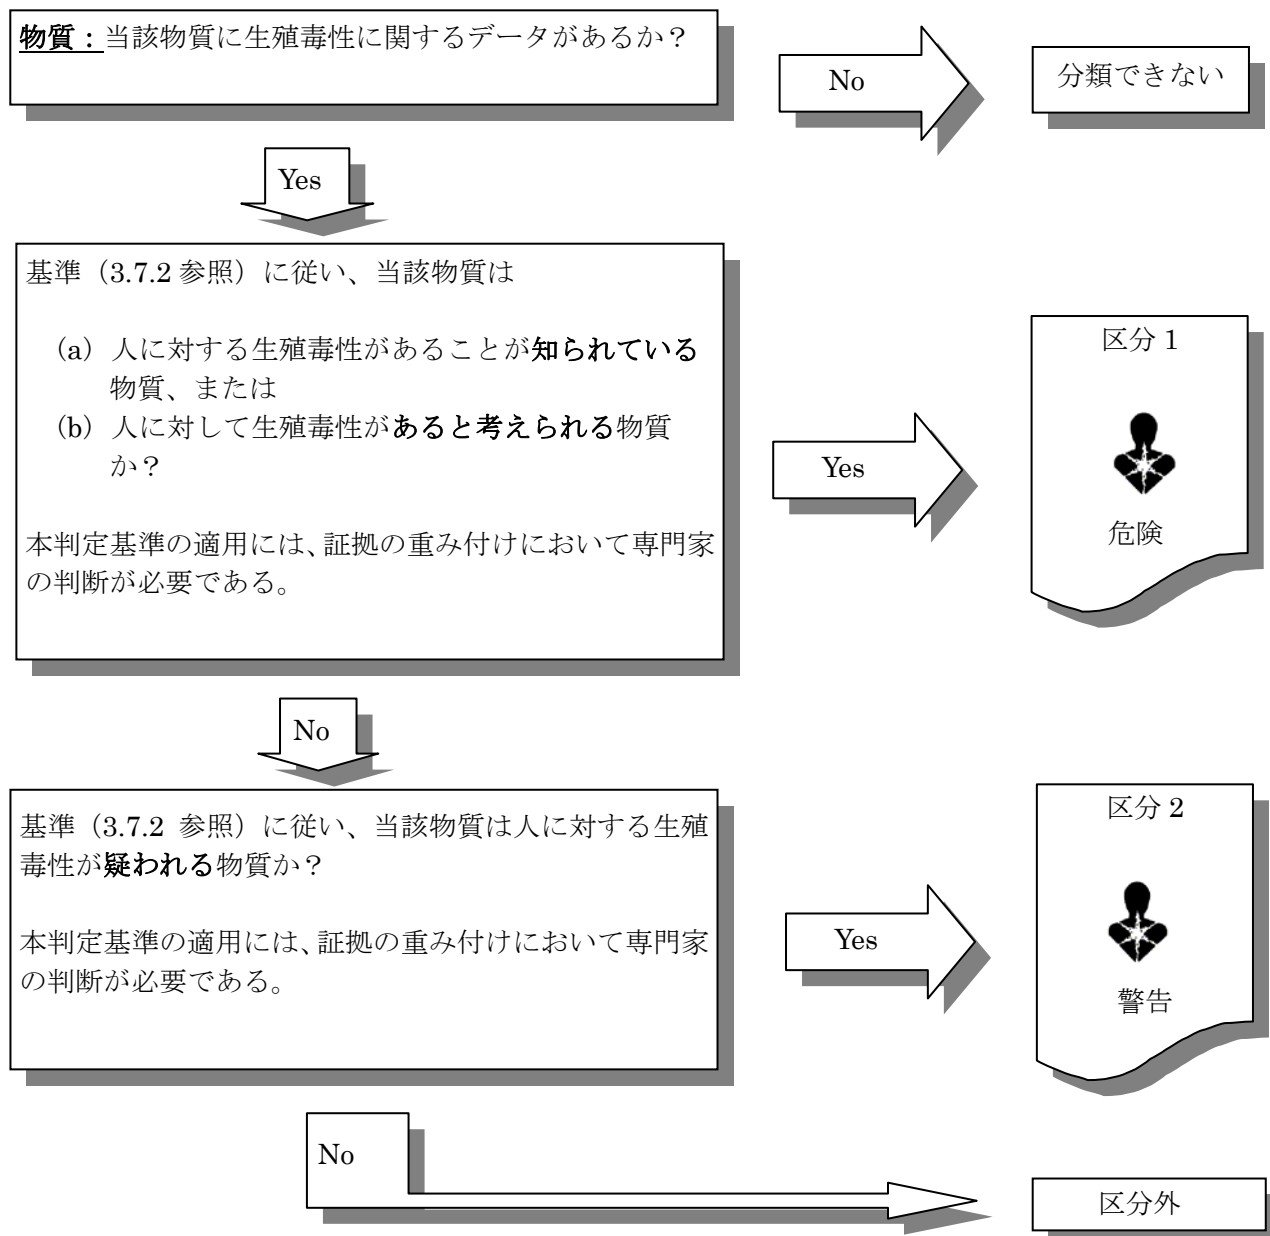 物質：当該物質に生殖毒性に関するデータがあるか？
No
分類できない
Yes
基準（3.7.2 参照）に従い、当該物質は
(a) 人に対する生殖毒性があることが知られている
物質、または
(b) 人に対して生殖毒性があると考えられる物質
か？
本判定基準の適用には、証拠の重み付けにおいて専門家
の判断が必要である。
Yes
区分 1
危険
No
基準（3.7.2 参照）に従い、当該物質は人に対する生殖
毒性が疑われる物質か？
本判定基準の適用には、証拠の重み付けにおいて専門家
の判断が必要である。
Yes
区分 2
警告
No
区分外